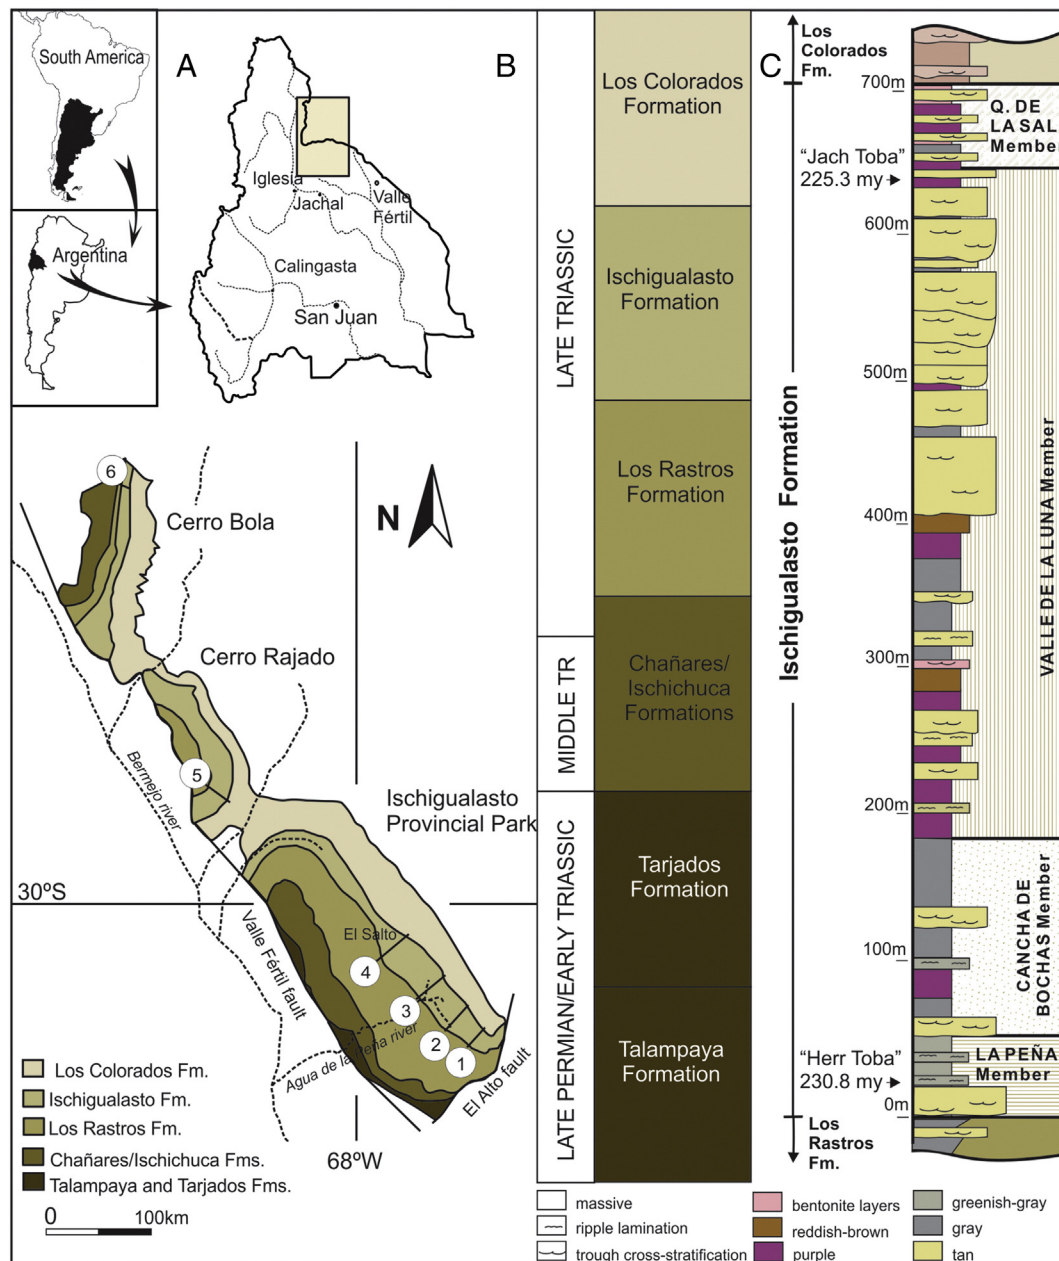 South America
Argentina
A
Iglesia
Jachal
Valle
Fértil
Calingasta
San Juan
6
Cerro Bola
N
Cerro Rajado
5
Bermejo river
Ischigualasto
Provincial Park
30ºS
Valle Fértil fault
El Salto
4
3
2
1
Agua de la Peña river
El Alto fault
68ºW
Los Colorados Fm.
Ischigualasto Fm.
Los Rastros Fm.
Chañares/Ischichuca Fms.
Talampaya and Tarjados Fms.
0
100km
B
LATE TRIASSIC
MIDDLE TR
LATE PERMIAN/EARLY TRIASSIC
Los Colorados
Formation
Ischigualasto
Formation
Los Rastros
Formation
Chañares/
Ischichuca
Formations
Tarjados
Formation
Talampaya
Formation
C
Los
Colorados
Fm.
700m
"Jach Toba"
225.3 my
600m
500m
400m
300m
200m
100m
"Herr Toba"
230.8 my
0m
Los
Rastros
Fm.
Ischigualasto Formation
Q. DE
LA SAL
Member
VALLE DE LA LUNA Member
CANCHA DE
BOCHAS Member
LA PEÑA
Member
massive
ripple lamination
trough cross-stratification
bentonite layers
reddish-brown
purple
greenish-gray
gray
tan